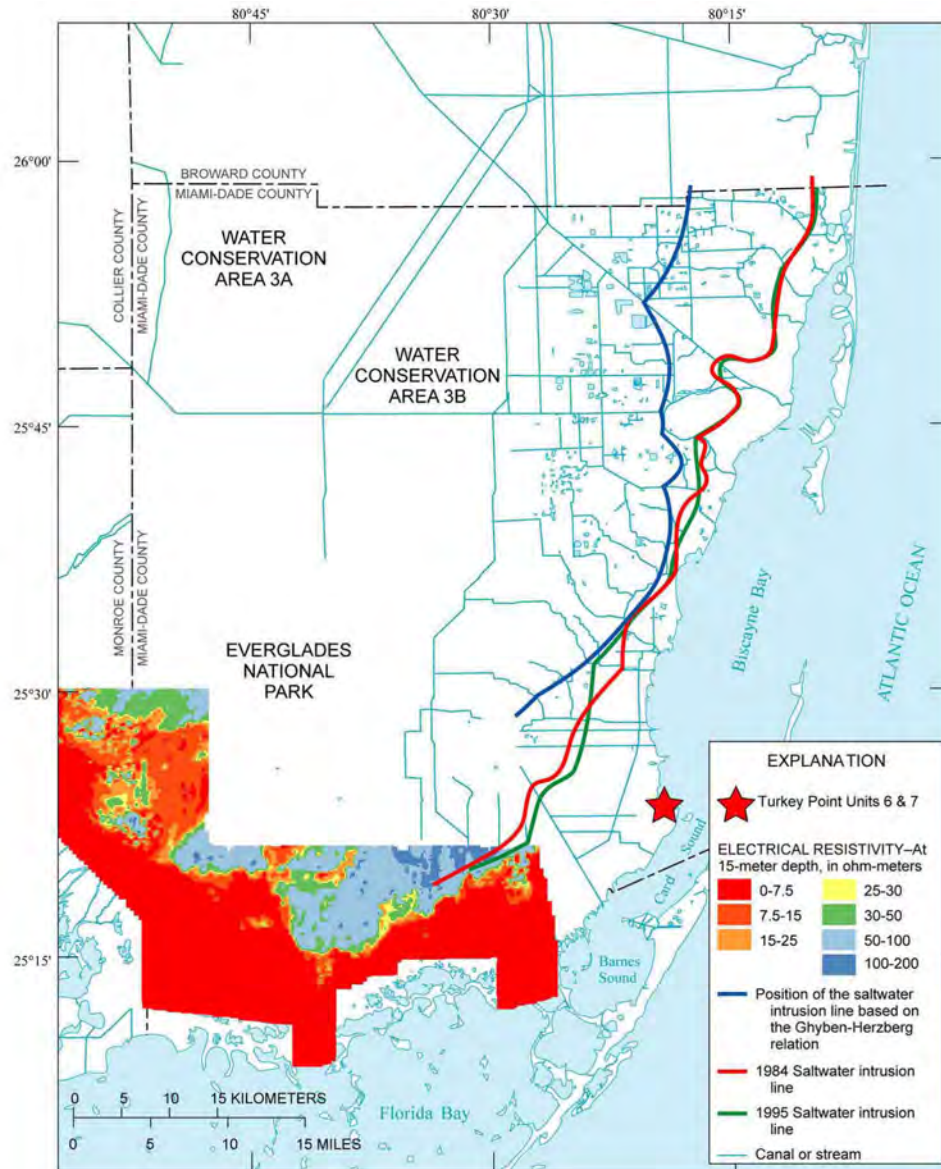 80°45'
80°30'
80°15'
26°00'
BROWARD COUNTY
MIAMI-DADE COUNTY
COLLIER COUNTY
MIAMI-DADE COUNTY
WATER
CONSERVATION
AREA 3A
WATER
CONSERVATION
AREA 3B
25°45'
MONROE COUNTY
MIAMI-DADE COUNTY
Biscayne Bay
ATLANTIC OCEAN
EVERGLADES
NATIONAL
PARK
25°30'
EXPLANATION
Turkey Point Units 6 & 7
ELECTRICAL RESISTIVITY–At
15-meter depth, in ohm-meters
0-7.5
25-30
7.5-15
30-50
15-25
50-100
100-200
Position of the saltwater
intrusion line based on
the Ghyben-Herzberg
relation
1984 Saltwater intrusion
line
1995 Saltwater intrusion
line
Canal or stream
Card Sound
25°15'
Barnes
Sound
Florida Bay
0 5 10 15 KILOMETERS
0 5 10 15 MILES